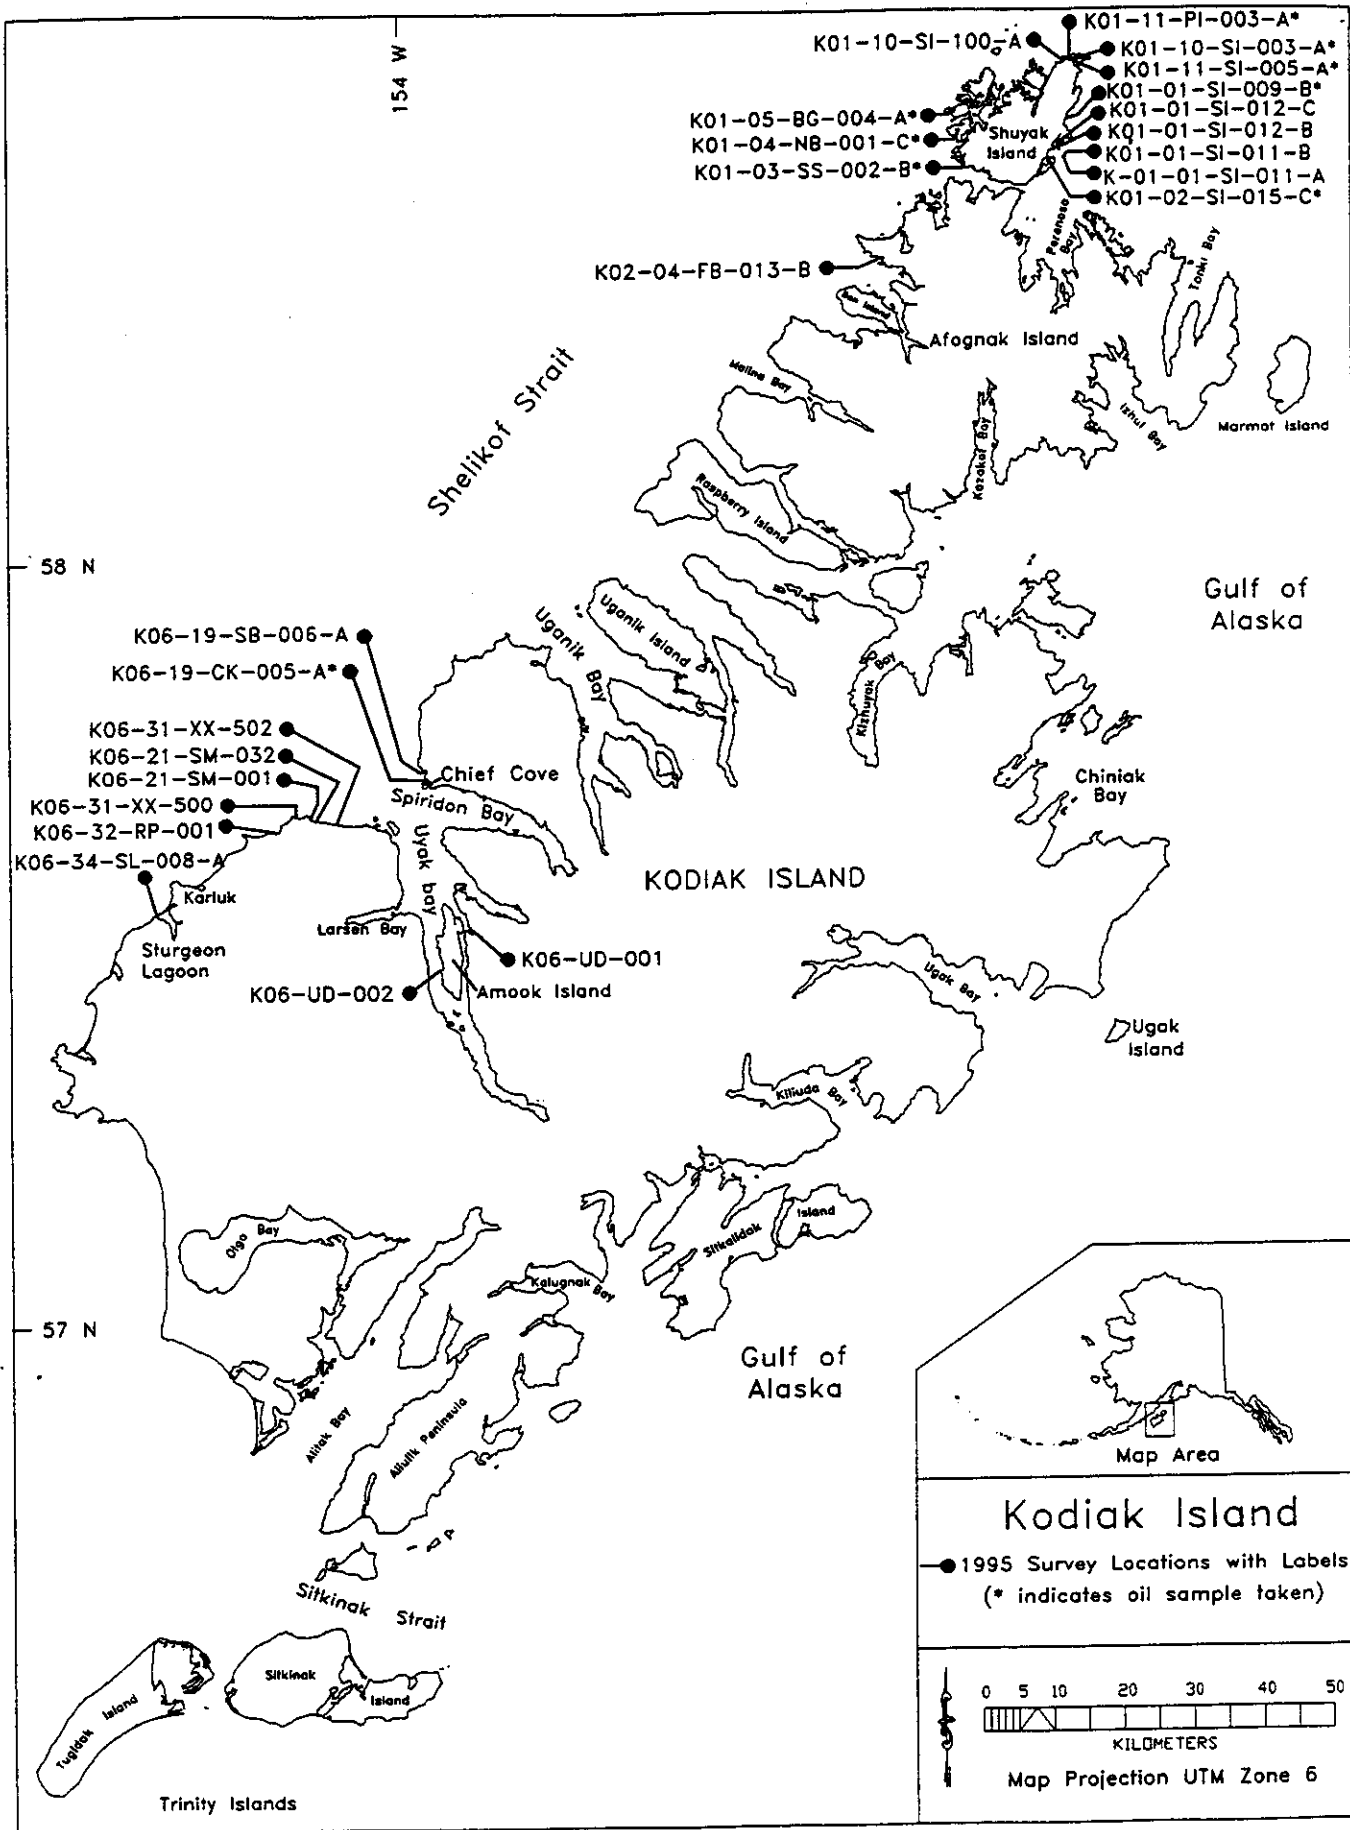 154 W
K01-11-PI-003-A*
K01-10-SI-100-A
K01-10-SI-003-A*
K01-11-SI-005-A*
K01-01-SI-009-B*
K01-05-BG-004-A*
K01-01-SI-012-C
K01-04-NB-001-C*
Shuyak
Island
K01-01-SI-012-B
K01-01-SI-011-B
K01-03-SS-002-B*
K-01-01-SI-011-A
K01-02-SI-015-C*
Perenosa
Bay
Tonki Bay
K02-04-FB-013-B
Ban Island
Afognak Island
Shelikof Strait
Malina Bay
Izhut Bay
Marmot Island
Kazakof Bay
Raspberry Island
58 N
Gulf of
Alaska
Uganik Island
Uganik Bay
K06-19-SB-006-A
K06-19-CK-005-A*
Kizhuyak Bay
K06-31-XX-502
K06-21-SM-032
K06-21-SM-001
K06-31-XX-500
K06-32-RP-001
K06-34-SL-008-A
Chief Cove
Spiridon Bay
Chiniak
Bay
Uyak bay
KODIAK ISLAND
Karluk
Larsen Bay
Sturgeon
Lagoon
K06-UD-001
K06-UD-002
Amook Island
Ugak Bay
Ugak
Island
Kiliuda Bay
Olga Bay
Sitkalidak
Island
Kaiugnak Bay
57 N
Gulf of
Alaska
Alitak Bay
Aliulik Peninsula
Map Area
Kodiak Island
1995 Survey Locations with Labels
(* indicates oil sample taken)
Sitkinak Strait
Sitkinak
Island
Tugidak Island
Trinity Islands
0 5 10 20 30 40 50
KILOMETERS
Map Projection UTM Zone 6